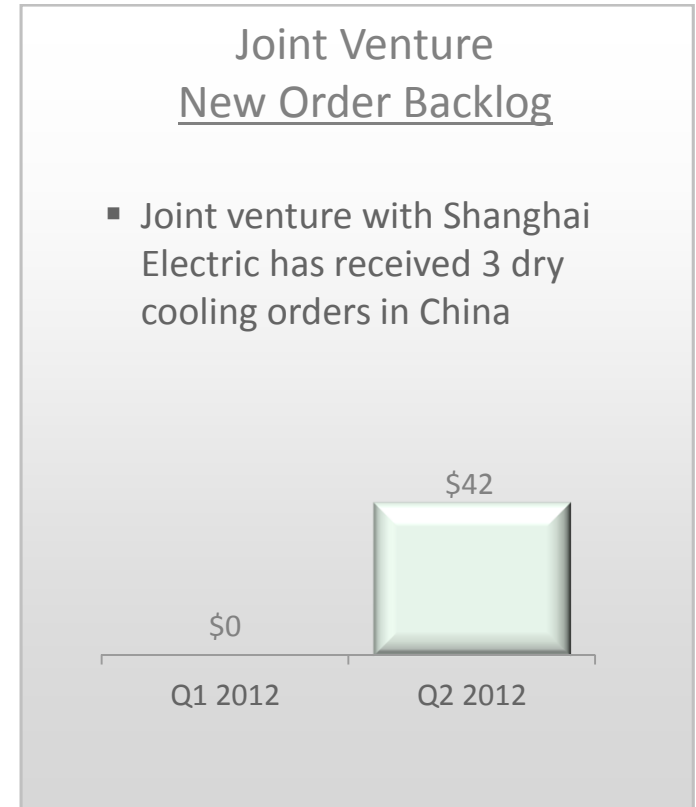 Joint Venture
New Order Backlog
▪ Joint venture with Shanghai
Electric has received 3 dry
cooling orders in China
$42
$0
Q1 2012 Q2 2012